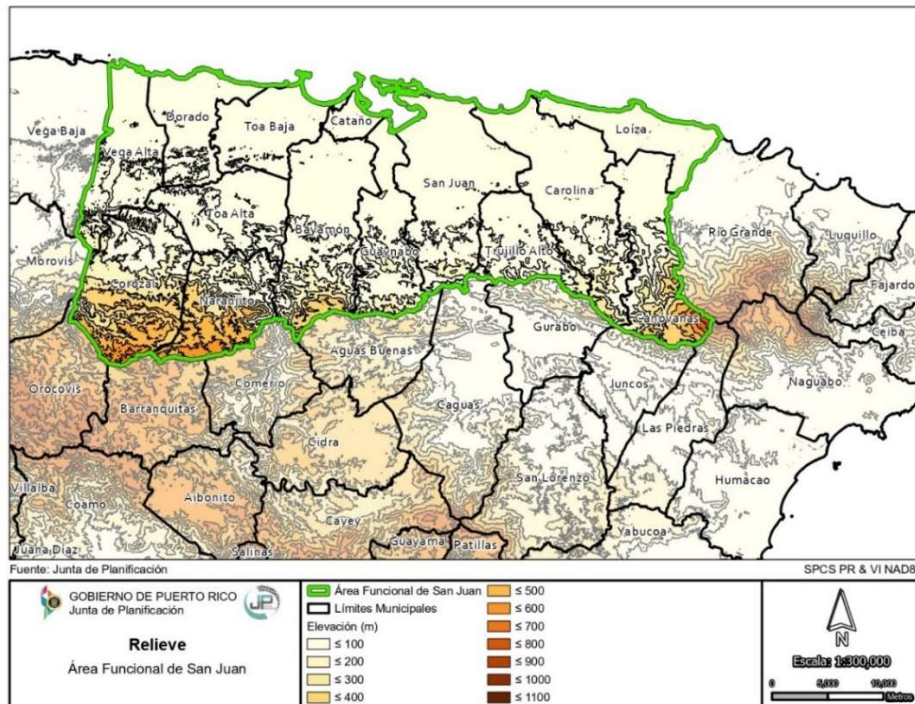 Vega Baja
Dorado
Toa Baja
Cataño
Loíza
Vega Alta
San Juan
Carolina
Toa Alta
Bayamón
Río Grande
Luquillo
Guaynabo
Trujillo Alto
Morovis
Corozal
Naranjito
Fajardo
Canóvanas
Gurabo
Ceiba
Aguas Buenas
Orocovis
Comerío
Juncos
Naguabo
Barranquitas
Caguas
Las Piedras
Cidra
Villalba
San Lorenzo
Humacao
Coamo
Aibonito
Cayey
Yabucoa
Juana Díaz
Salinas
Guayama
Patillas
Fuente: Junta de Planificación
SPCS PR & VI NAD8
GOBIERNO DE PUERTO RICO
Junta de Planificación
JP
Relieve
Área Funcional de San Juan
Área Funcional de San Juan
Límites Municipales
Elevación (m)
≤ 100
≤ 200
≤ 300
≤ 400
≤ 500
≤ 600
≤ 700
≤ 800
≤ 900
≤ 1000
≤ 1100
N
Escala: 1:300,000
0 5,000 10,000
Metros